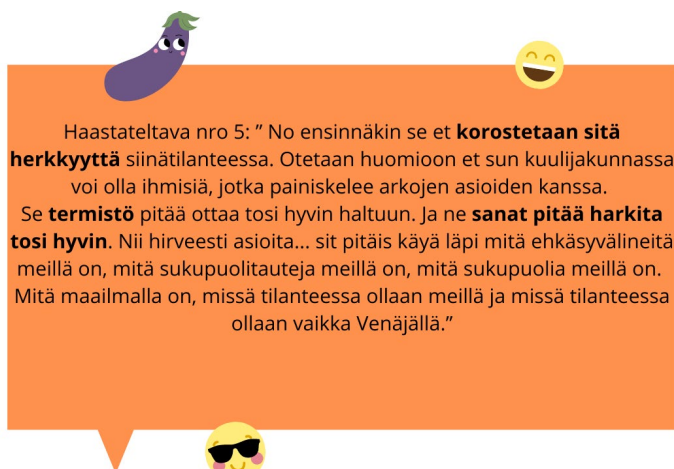 Haastateltava nro 5: ” No ensinnäkin se et korostetaan sitä
herkkyyttä siinätilanteessa. Otetaan huomioon et sun kuulijakunnassa
voi olla ihmisiä, jotka painiskelee arkojen asioiden kanssa.
Se termistö pitää ottaa tosi hyvin haltuun. Ja ne sanat pitää harkita
tosi hyvin. Nii hirveesti asioita... sit pitäis käyä läpi mitä ehkäsyvälineitä
meillä on, mitä sukupuolitauteja meillä on, mitä sukupuolia meillä on.
Mitä maailmalla on, missä tilanteessa ollaan meillä ja missä tilanteessa
ollaan vaikka Venäjällä.”